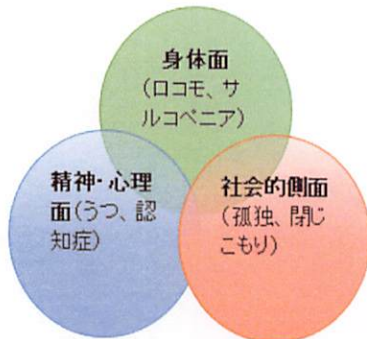 身体面
(ロコモ、サ
ルコペニア)
精神・心理
面(うつ、認
知症)
社会的側面
(孤独、閉じ
こもり)